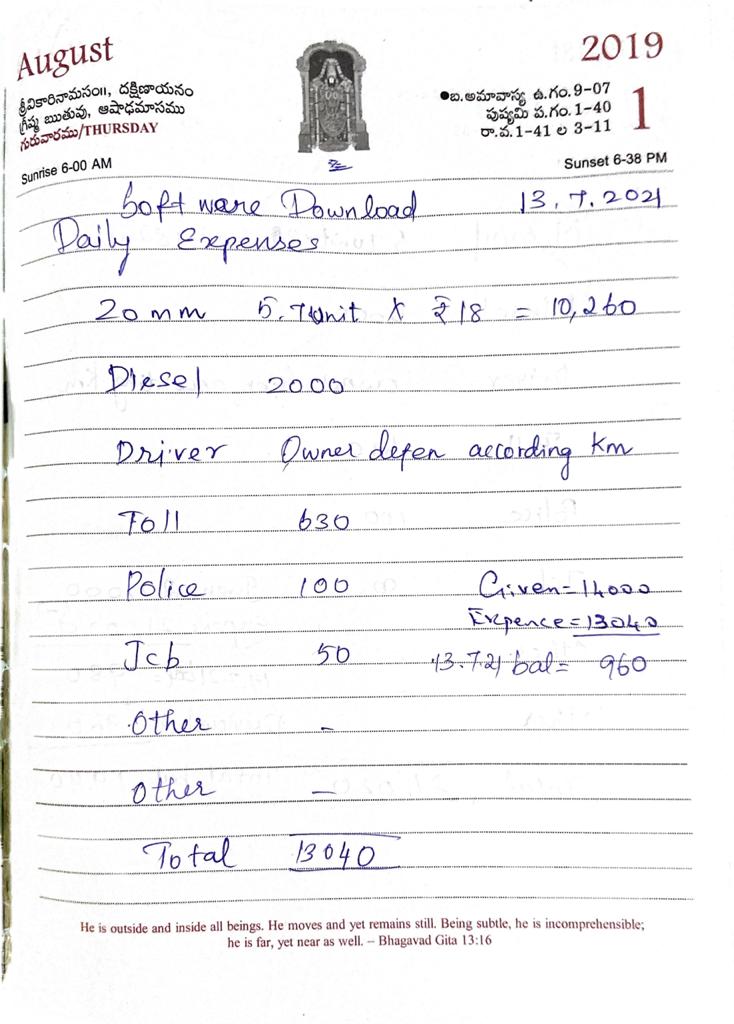 August
2019
శ్రీవికారినామసం॥, దక్షిణాయనం
గ్రీష్మ ఋతువు, ఆషాఢమాసము
గురువారము/THURSDAY
●బ.అమావాస్య ఉ.గం.9-07
పుష్యమి ప.గం.1-40
రా.వ.1-41 ల 3-11
1
Sunrise 6-00 AM
Sunset 6-38 PM
Software Download 13.7.2021
Daily Expenses
20 mm 5.7 Unit X ₹ 18 = 10,260
Diesel 2000
Driver Owner depen according Km
Toll 630
Police 100 Given = 14000
Expence = 13040
Jcb 50 13.7.21 bal = 960
Other -
Other -
Total 13040
He is outside and inside all beings. He moves and yet remains still. Being subtle, he is incomprehensible;
he is far, yet near as well. – Bhagavad Gita 13:16